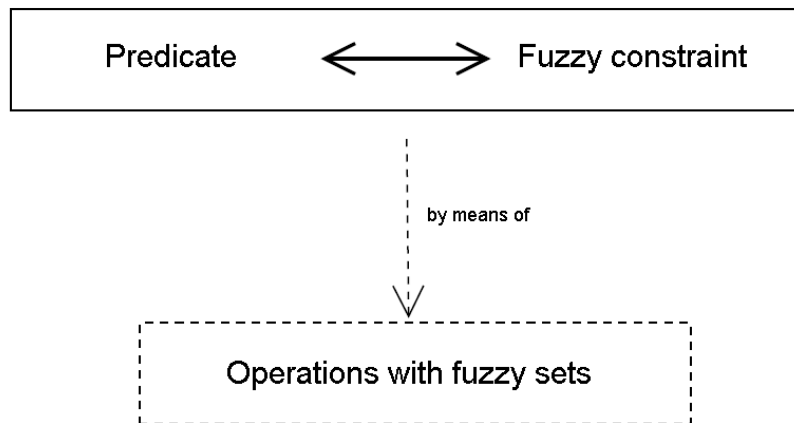 Predicate Fuzzy constraint
by means of
Operations with fuzzy sets